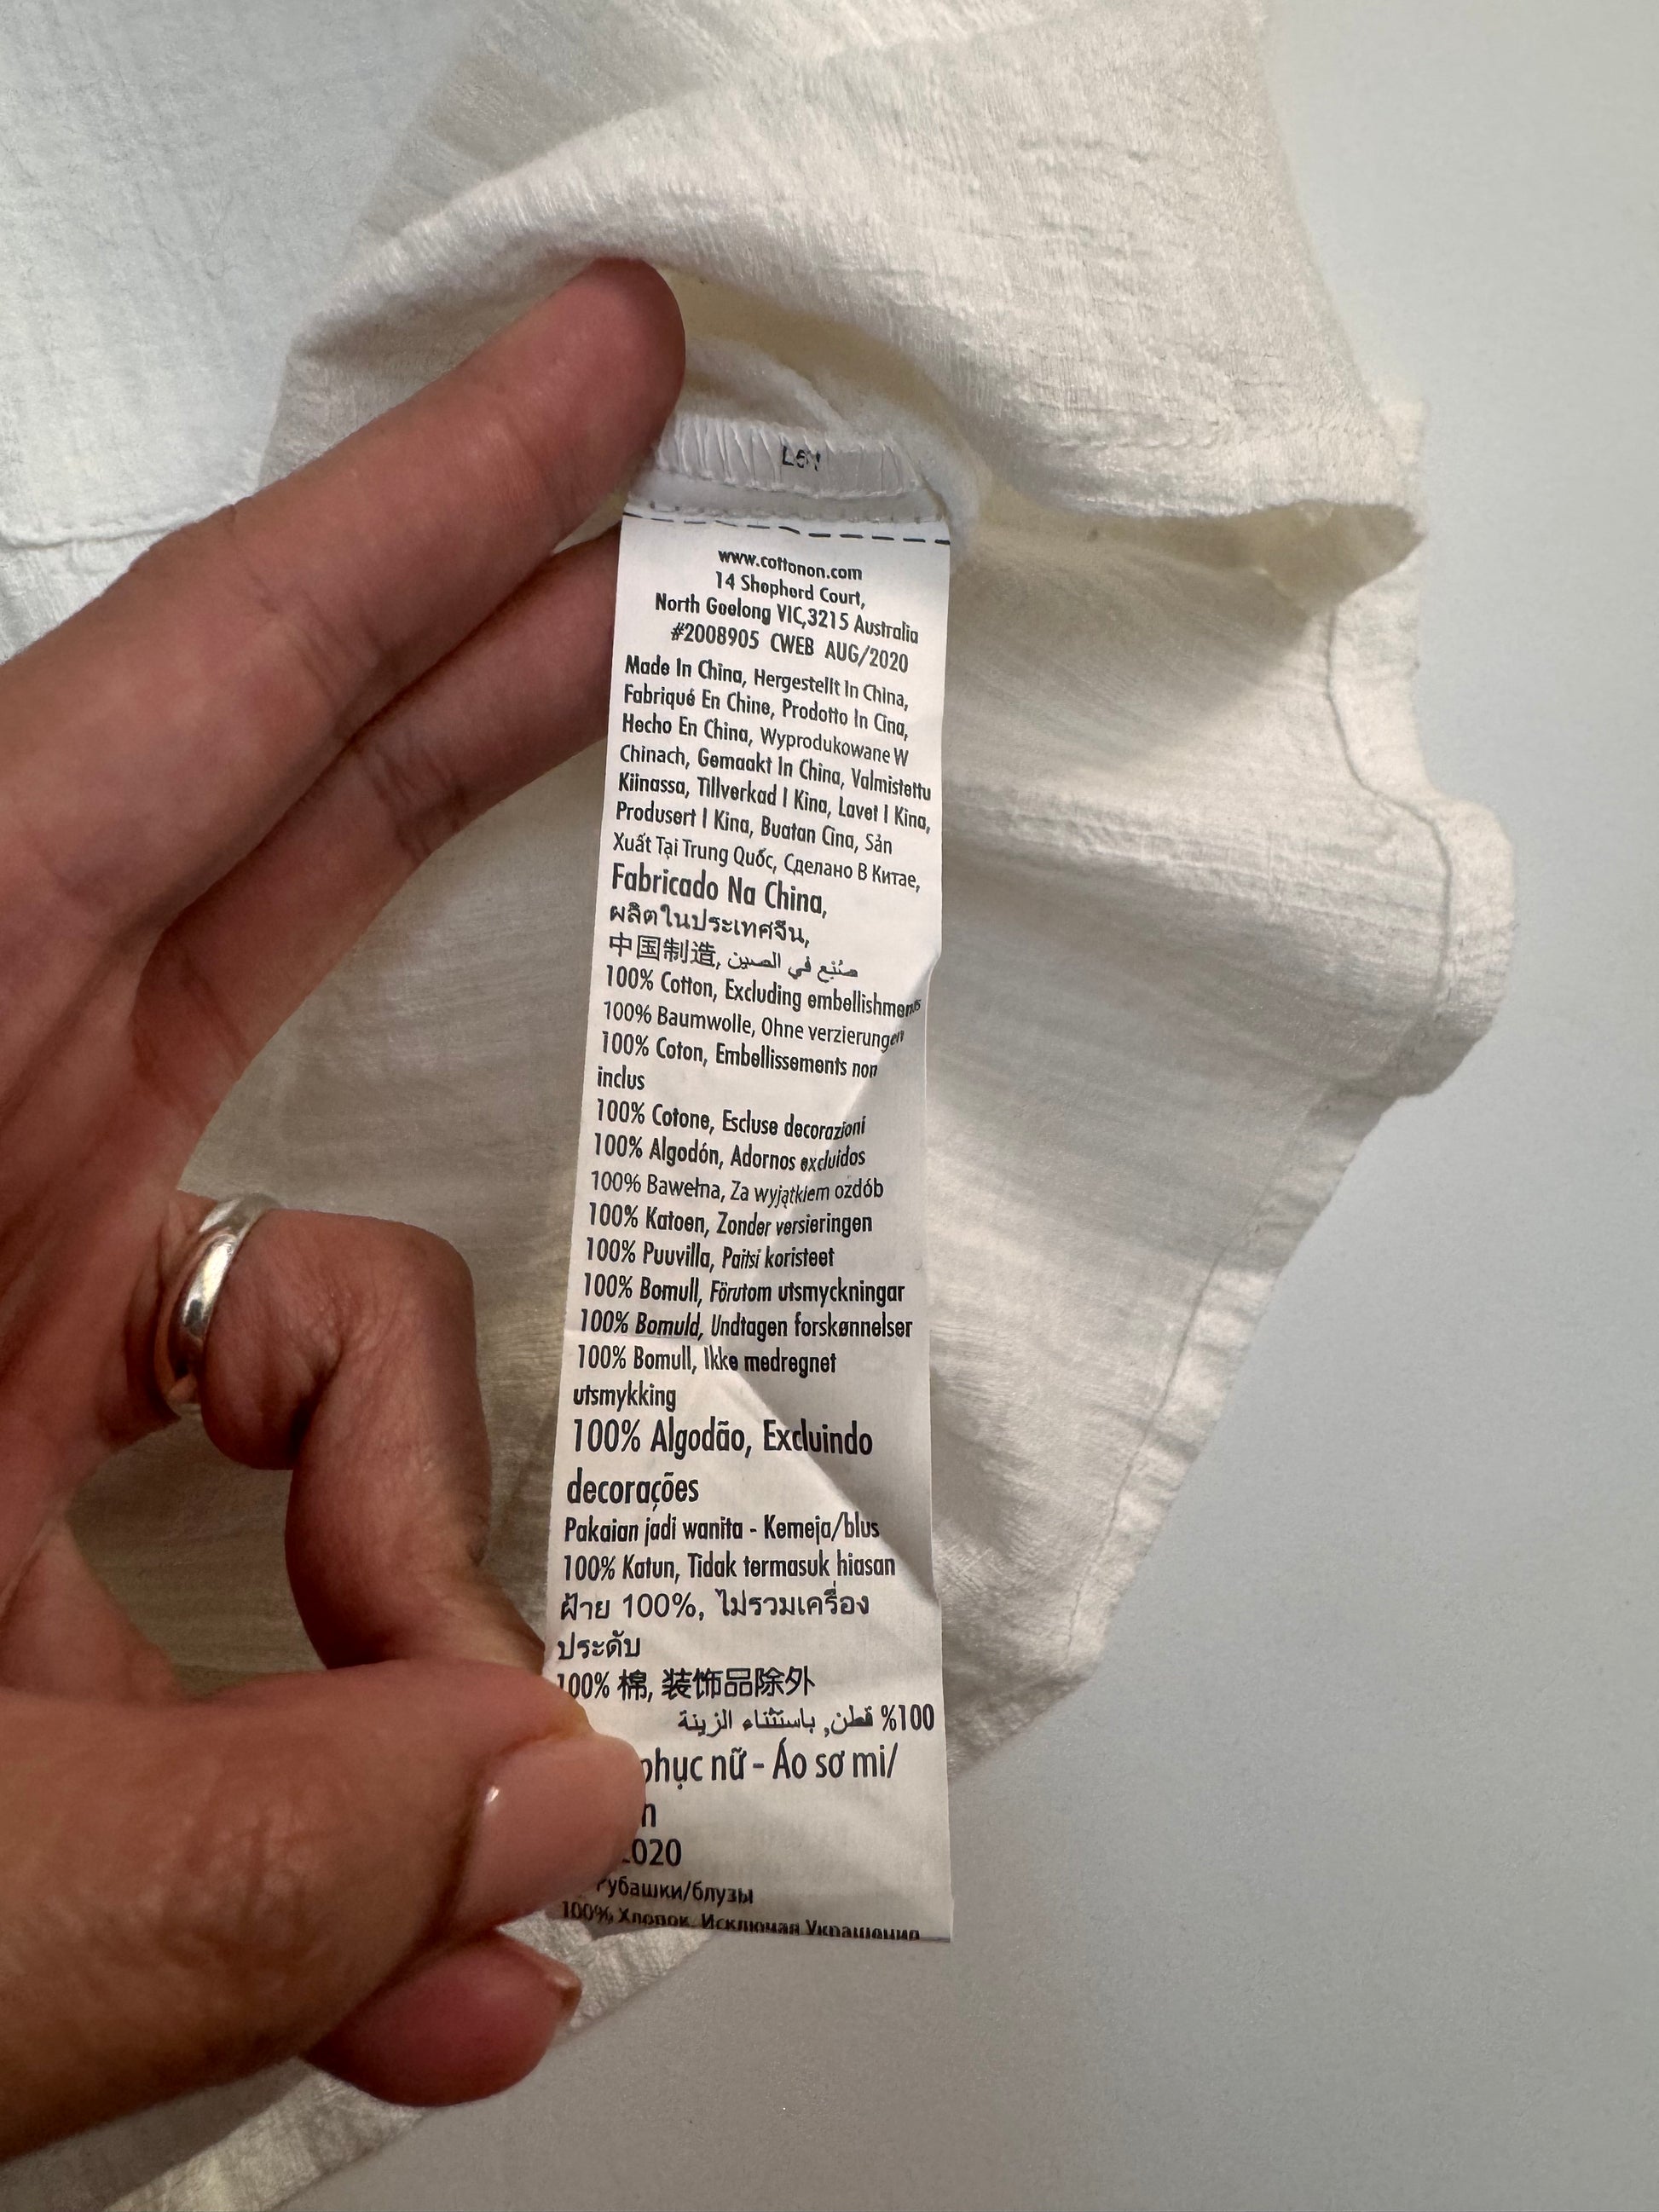 www.cottonon.com
14 Shepherd Court,
North Geelong VIC,3215 Australia
#2008905 CWEB AUG/2020
Made In China, Hergestellt In China,
Fabriqué En Chine, Prodotto In Cina,
Hecho En China, Wyprodukowane W
Chinach, Gemaakt In China, Valmistettu
Kiinassa, Tillverkad I Kina, Lavet I Kina,
Produsert I Kina, Buatan Cina, Sản
Xuất Tại Trung Quốc, Сделано В Китае,
Fabricado Na China,
ผลิตในประเทศจีน,
中国制造, صُنِع في الصين
100% Cotton, Excluding embellishments
100% Baumwolle, Ohne verzierungen
100% Coton, Embellissements non
inclus
100% Cotone, Escluse decorazioni
100% Algodón, Adornos excluidos
100% Bawełna, Za wyjątkiem ozdób
100% Katoen, Zonder versieringen
100% Puuvilla, Paitsi koristeet
100% Bomull, Förutom utsmyckningar
100% Bomuld, Undtagen forskønnelser
100% Bomull, Ikke medregnet
utsmykking
100% Algodão, Excluindo
decorações
Pakaian jadi wanita - Kemeja/blus
100% Katun, Tidak termasuk hiasan
ฝ้าย 100%, ไม่รวมเครื่อง
ประดับ
100% 棉, 装饰品除外
100% قطن, باستثناء الزينة
phục nữ - Áo sơ mi/
n
2020
Рубашки/блузы
100% Хлопок, Исключая Украшения